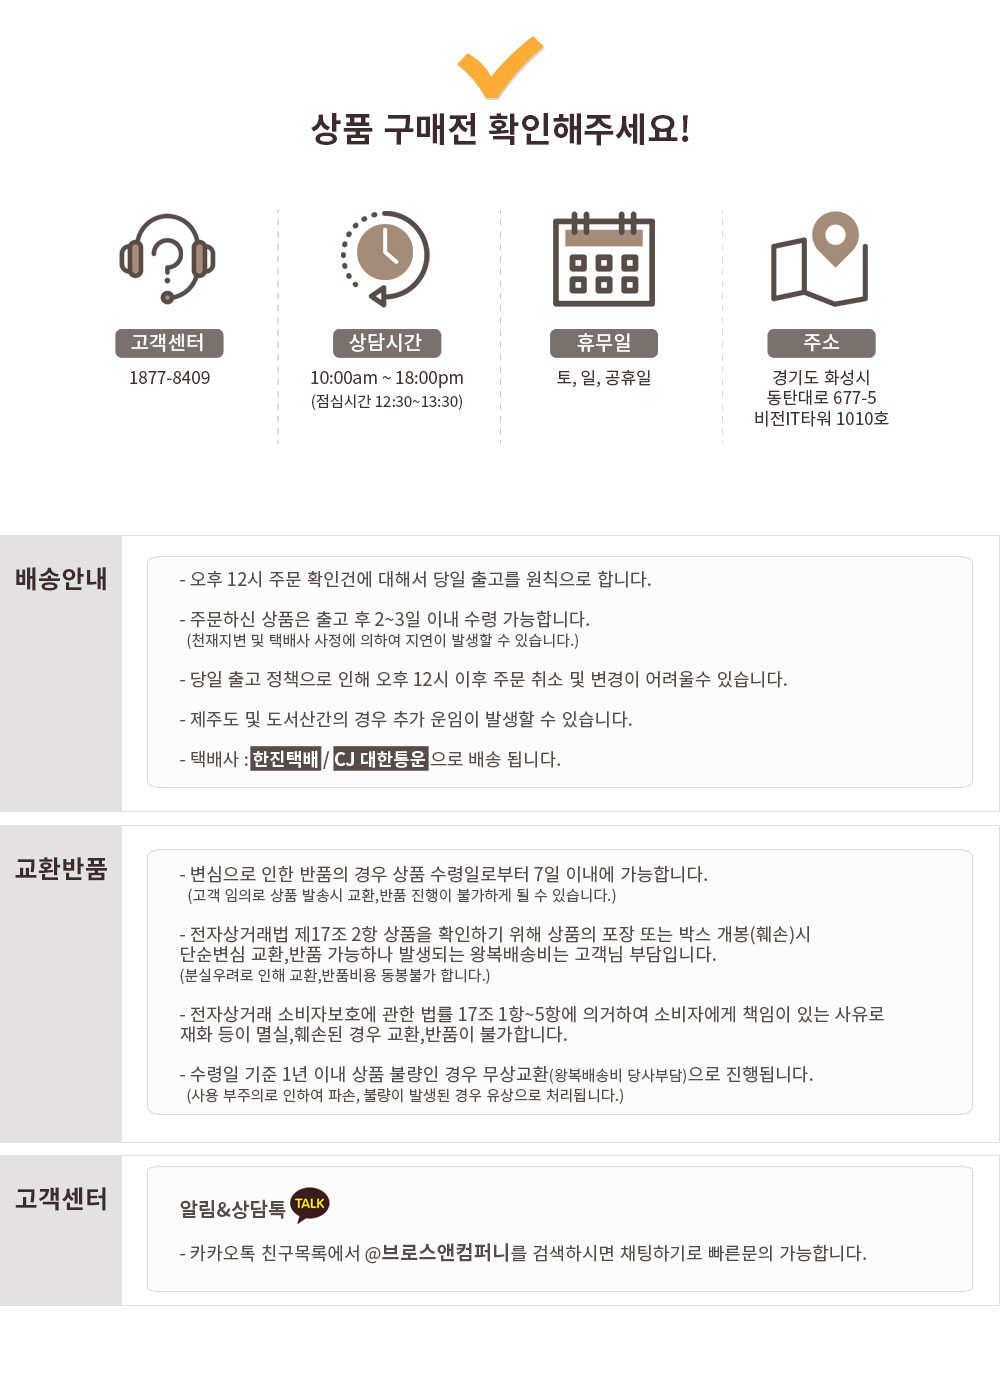 상품 구매전 확인해주세요!
고객센터
1877-8409
상담시간
10:00am ~ 18:00pm
(점심시간 12:30~13:30)
휴무일
토, 일, 공휴일
주소
경기도 화성시
동탄대로 677-5
비전IT타워 1010호
배송안내
- 오후 12시 주문 확인건에 대해서 당일 출고를 원칙으로 합니다.
- 주문하신 상품은 출고 후 2~3일 이내 수령 가능합니다.
(천재지변 및 택배사 사정에 의하여 지연이 발생할 수 있습니다.)
- 당일 출고 정책으로 인해 오후 12시 이후 주문 취소 및 변경이 어려울수 있습니다.
- 제주도 및 도서산간의 경우 추가 운임이 발생할 수 있습니다.
- 택배사 : 한진택배 / CJ 대한통운 으로 배송 됩니다.
교환반품
- 변심으로 인한 반품의 경우 상품 수령일로부터 7일 이내에 가능합니다.
(고객 임의로 상품 발송시 교환,반품 진행이 불가하게 될 수 있습니다.)
- 전자상거래법 제17조 2항 상품을 확인하기 위해 상품의 포장 또는 박스 개봉(훼손)시
단순변심 교환,반품 가능하나 발생되는 왕복배송비는 고객님 부담입니다.
(분실우려로 인해 교환,반품비용 동봉불가 합니다.)
- 전자상거래 소비자보호에 관한 법률 17조 1항~5항에 의거하여 소비자에게 책임이 있는 사유로
재화 등이 멸실,훼손된 경우 교환,반품이 불가합니다.
- 수령일 기준 1년 이내 상품 불량인 경우 무상교환(왕복배송비 당사부담)으로 진행됩니다.
(사용 부주의로 인하여 파손, 불량이 발생된 경우 유상으로 처리됩니다.)
고객센터
알림&상담톡 TALK
- 카카오톡 친구목록에서 @브로스앤컴퍼니를 검색하시면 채팅하기로 빠른문의 가능합니다.